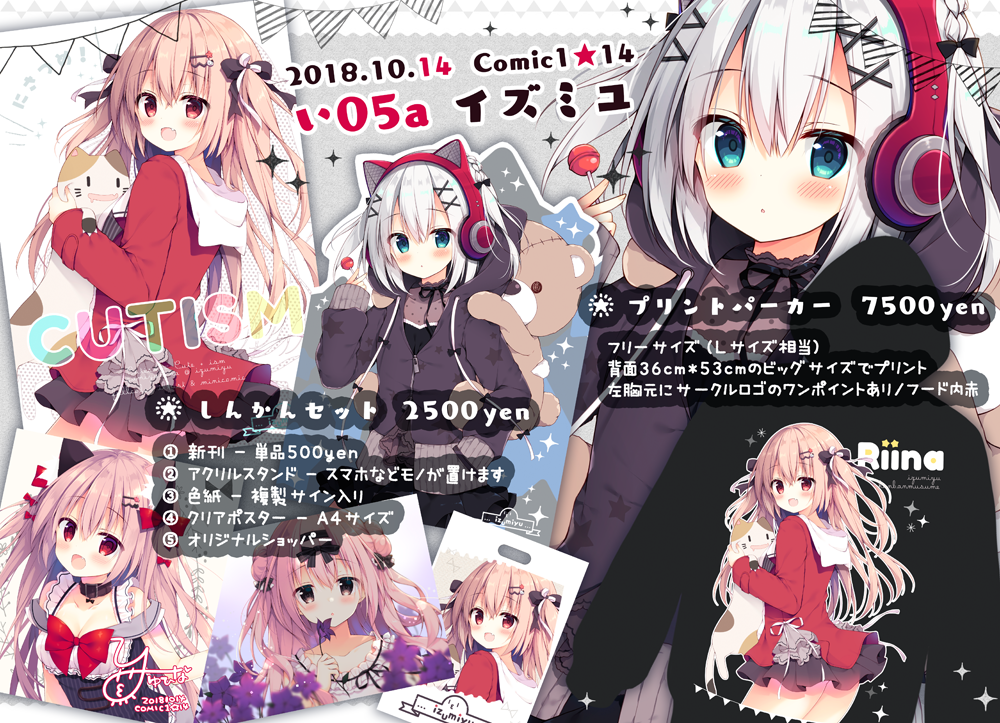 2018.10.14 Comic1★14
い05a イズミユ
CUTISM
Cute + ism
しんかんセット 2500yen
① 新刊 － 単品500yen
② アクリルスタンド － スマホなどモノが置けます
③ 色紙 － 複製サイン入り
④ クリアポスター － A4サイズ
⑤ オリジナルショッパー
プリントパーカー 7500yen
フリーサイズ（Lサイズ相当）
背面36cm*53cmのビッグサイズでプリント
左胸元にサークルロゴのワンポイントあり/フード内赤
Riina
izumiyu
izumiyu
COMIC1☆14
izumiyu